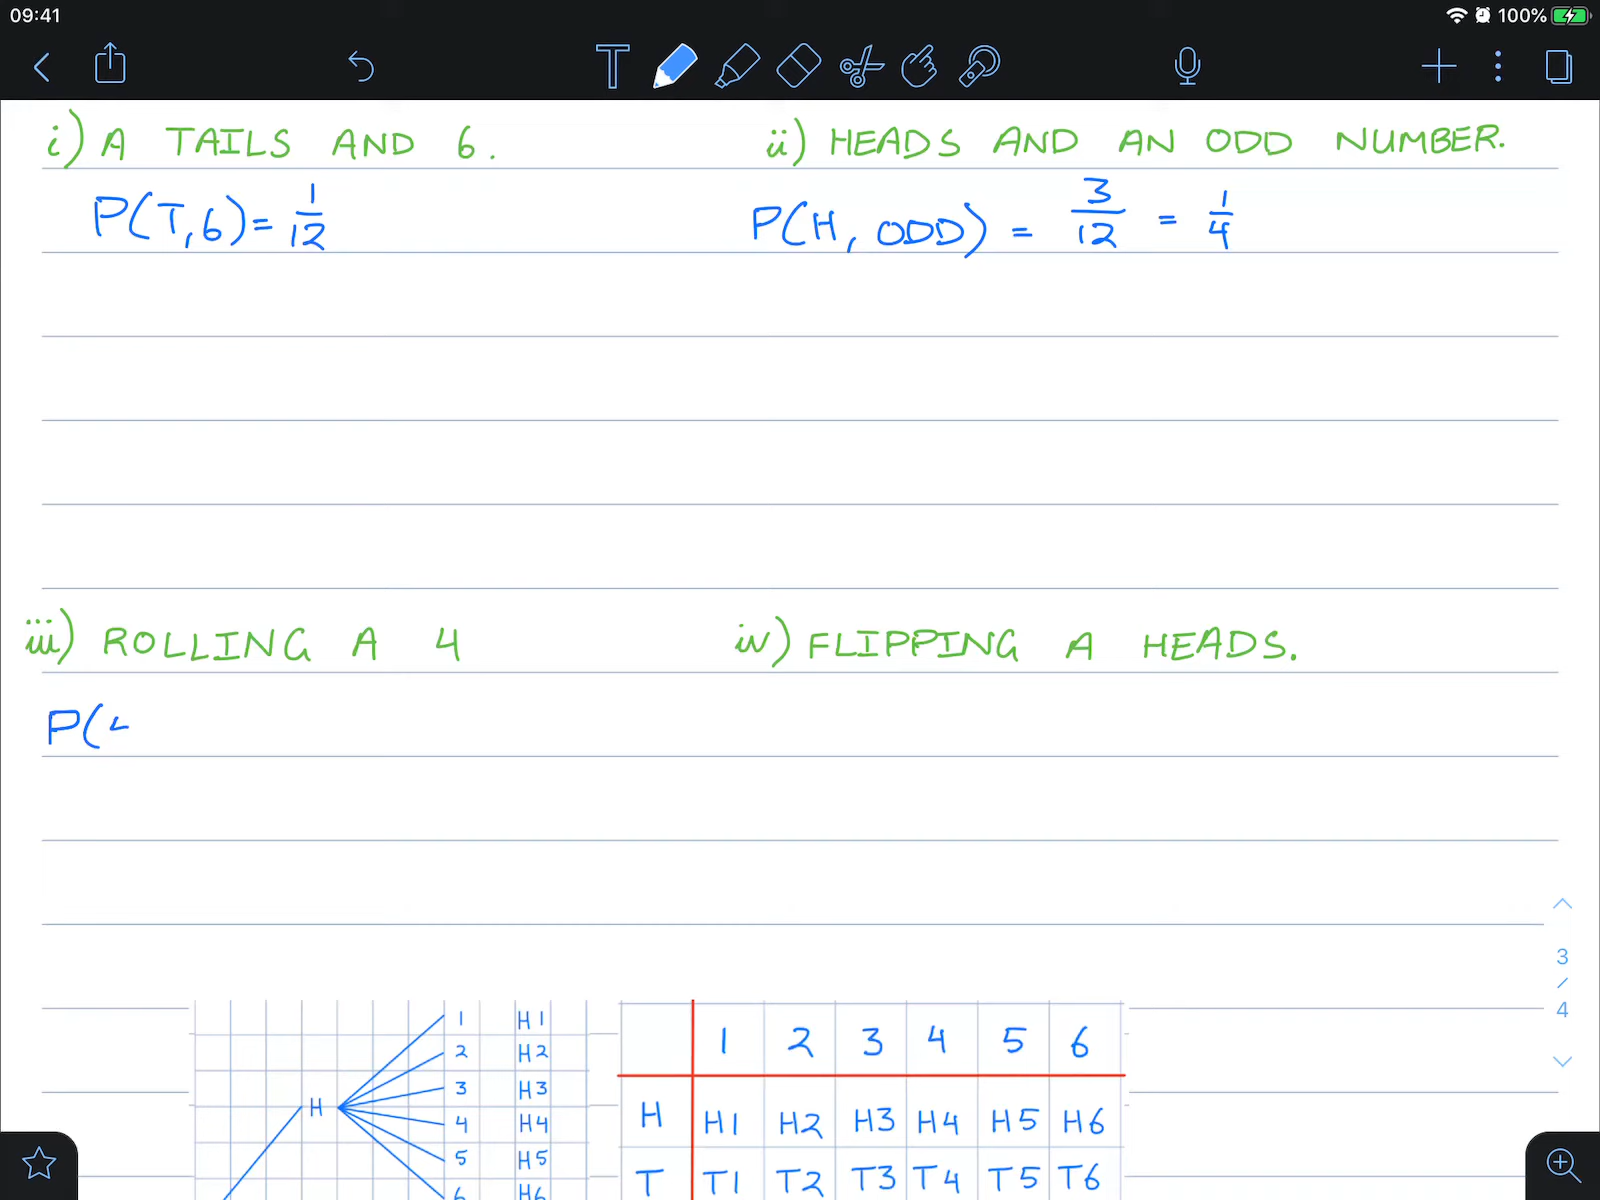 09:41
100%
i) A TAILS AND 6.
ii) HEADS AND AN ODD NUMBER.
P(T,6) = 1/12
P(H, ODD) = 3/12 = 1/4
iii) ROLLING A 4
iv) FLIPPING A HEADS.
P(
3/4
H
1 H1
2 H2
3 H3
4 H4
5 H5
6 H6
1 2 3 4 5 6
H H1 H2 H3 H4 H5 H6
T T1 T2 T3 T4 T5 T6